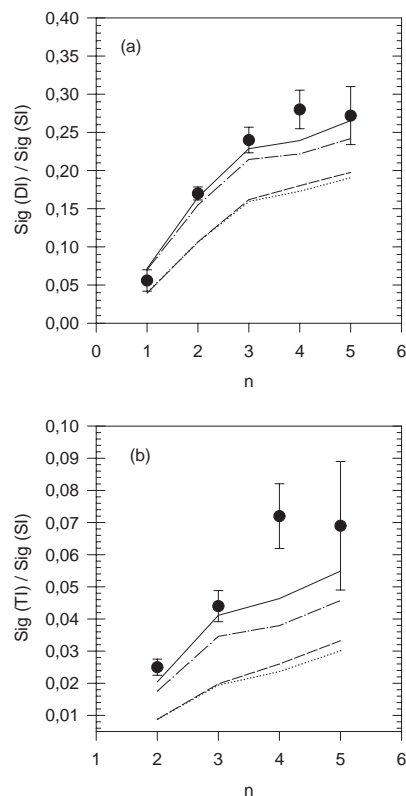 0,40
(a)
0,35
0,30
0,25
0,20
0,15
0,10
0,05
0,00
Sig (DI) / Sig (SI)
0 1 2 3 4 5 6
n
0,10
(b)
0,09
0,08
0,07
0,06
0,05
0,04
0,03
0,02
0,01
Sig (TI) / Sig (SI)
1 2 3 4 5 6
n